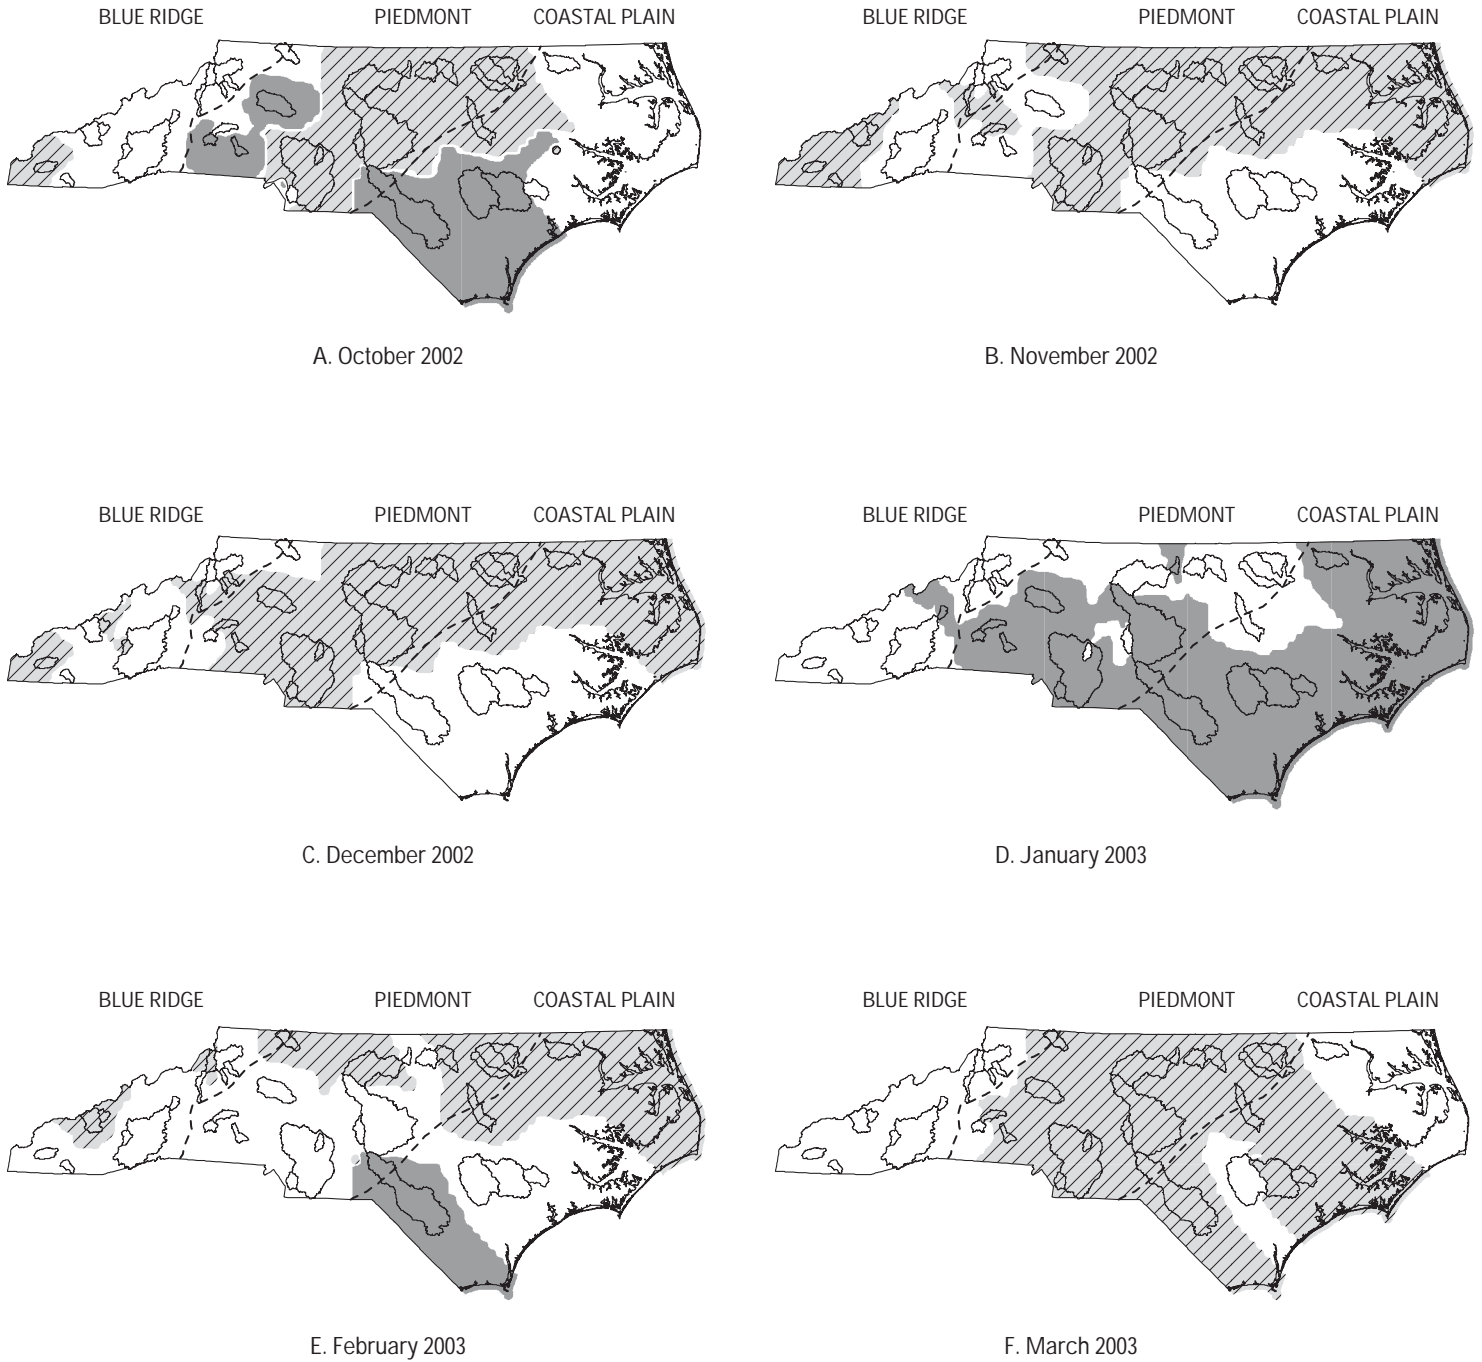 BLUE RIDGE PIEDMONT COASTAL PLAIN BLUE RIDGE PIEDMONT COASTAL PLAIN
A. October 2002 B. November 2002
BLUE RIDGE PIEDMONT COASTAL PLAIN BLUE RIDGE PIEDMONT COASTAL PLAIN
C. December 2002 D. January 2003
BLUE RIDGE PIEDMONT COASTAL PLAIN BLUE RIDGE PIEDMONT COASTAL PLAIN
E. February 2003 F. March 2003